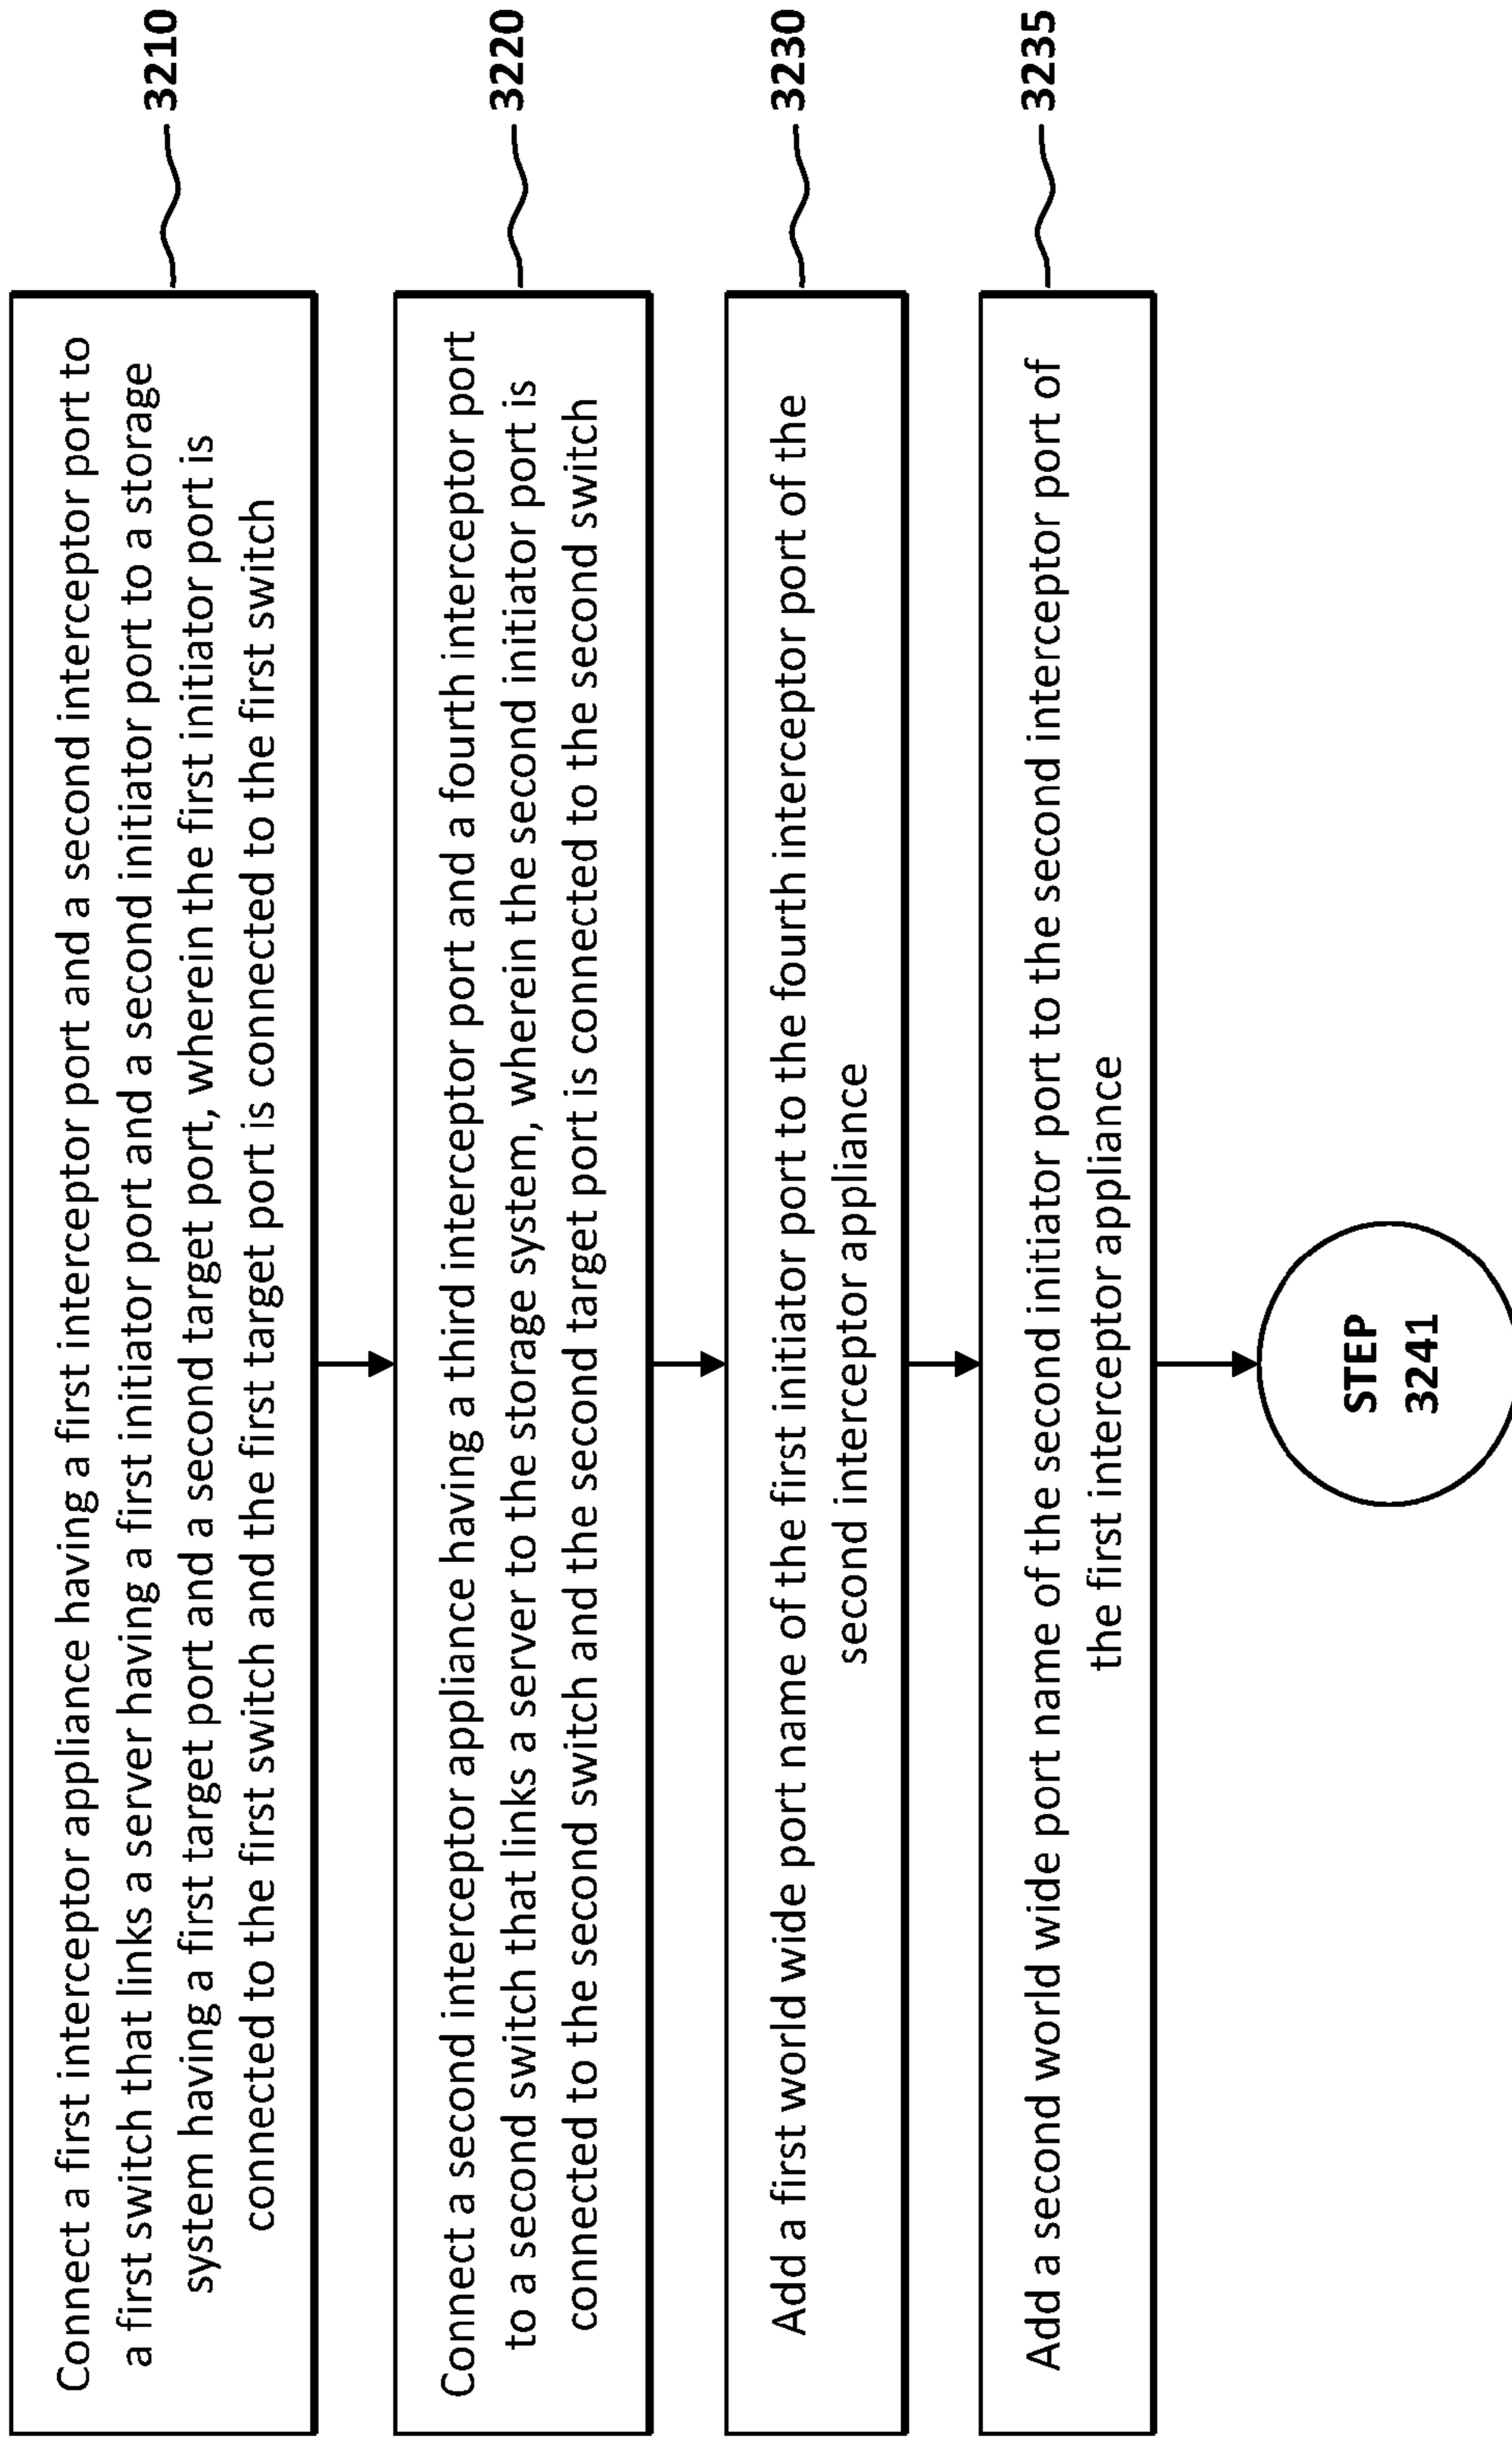 Connect a first interceptor appliance having a first interceptor port and a second interceptor port to
a first switch that links a server having a first initiator port and a second initiator port to a storage
system having a first target port and a second target port, wherein the first initiator port is
connected to the first switch and the first target port is connected to the first switch
3210
Connect a second interceptor appliance having a third interceptor port and a fourth interceptor port
to a second switch that links a server to the storage system, wherein the second initiator port is
connected to the second switch and the second target port is connected to the second switch
3220
Add a first world wide port name of the first initiator port to the fourth interceptor port of the
second interceptor appliance
3230
Add a second world wide port name of the second initiator port to the second interceptor port of
the first interceptor appliance
3235
STEP
3241